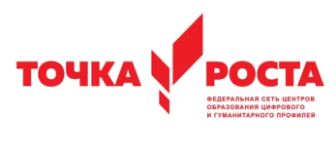 ТОЧКА РОСТА
ФЕДЕРАЛЬНАЯ СЕТЬ ЦЕНТРОВ
ОБРАЗОВАНИЯ ЦИФРОВОГО
И ГУМАНИТАРНОГО ПРОФИЛЕЙ